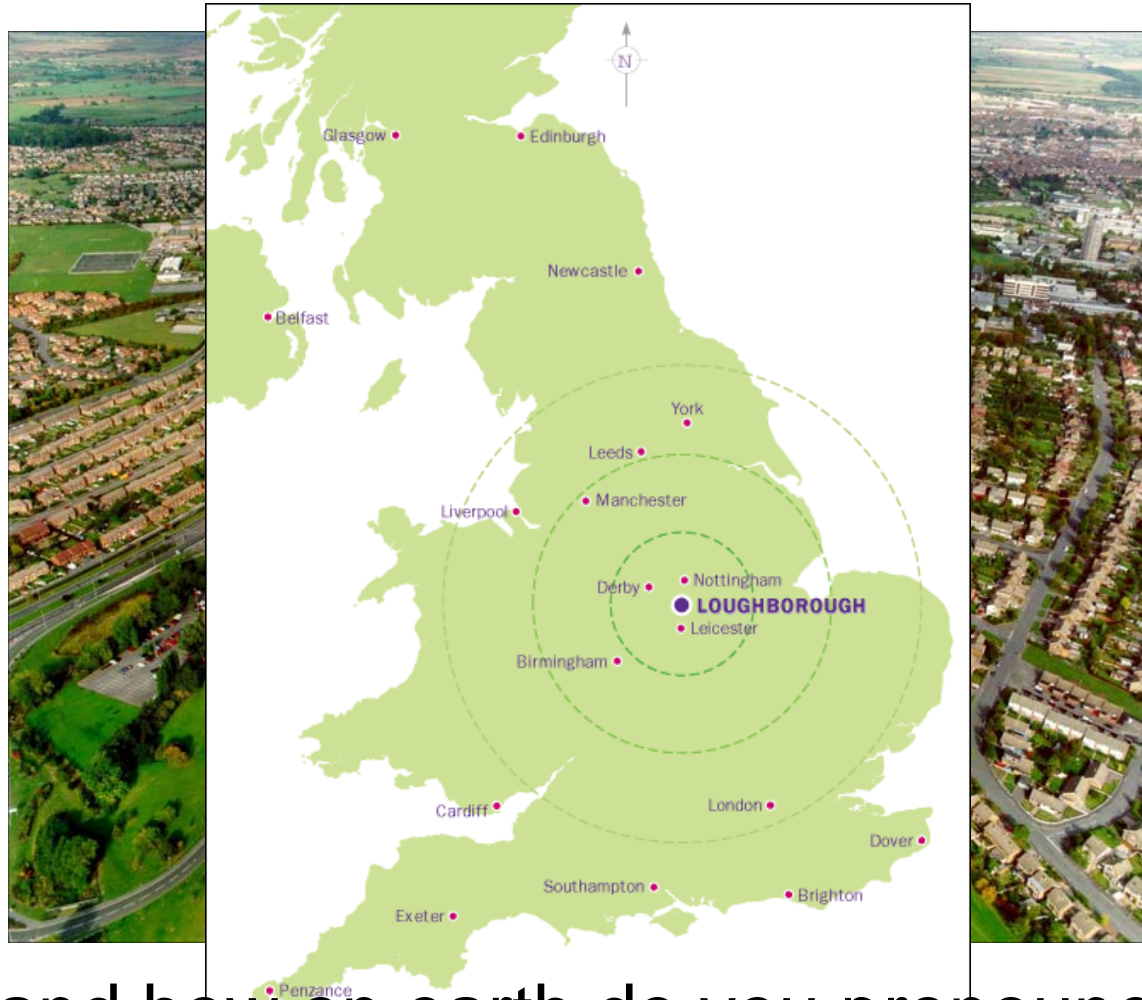 N
Glasgow
Edinburgh
Newcastle
Belfast
York
Leeds
Manchester
Liverpool
Nottingham
Derby
LOUGHBOROUGH
Leicester
Birmingham
London
Cardiff
Dover
Southampton
Brighton
Exeter
Penzance
and how on earth do you pronounce